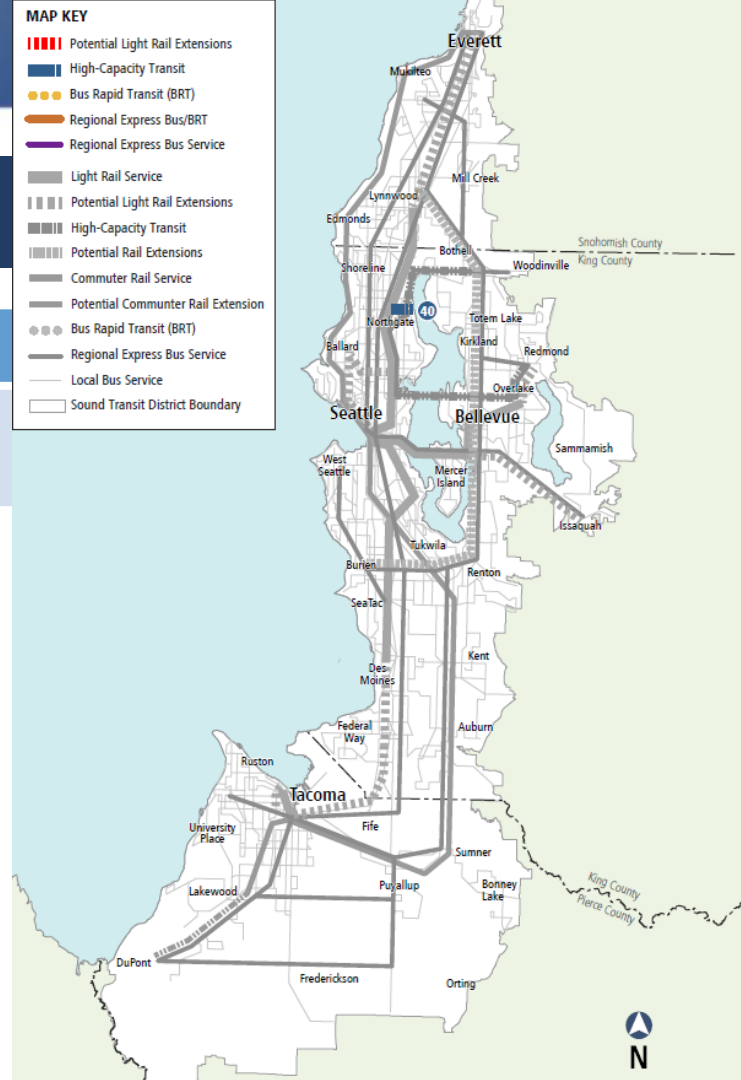 MAP KEY
Potential Light Rail Extensions
High-Capacity Transit
Bus Rapid Transit (BRT)
Regional Express Bus/BRT
Regional Express Bus Service
Light Rail Service
Potential Light Rail Extensions
High-Capacity Transit
Potential Rail Extensions
Commuter Rail Service
Potential Communter Rail Extension
Bus Rapid Transit (BRT)
Regional Express Bus Service
Local Bus Service
Sound Transit District Boundary
Everett
Mukilteo
Mill Creek
Lynnwood
Edmonds
Bothell
Snohomish County
King County
Shoreline
Woodinville
40
Northgate
Totem Lake
Ballard
Kirkland
Redmond
Overlake
Seattle
Bellevue
Sammamish
West
Seattle
Mercer
Island
Issaquah
Tukwila
Burien
Renton
SeaTac
Kent
Des
Moines
Federal
Way
Auburn
Ruston
Tacoma
Fife
University
Place
Sumner
Puyallup
Bonney
Lake
King County
Pierce County
Lakewood
DuPont
Frederickson
Orting
N